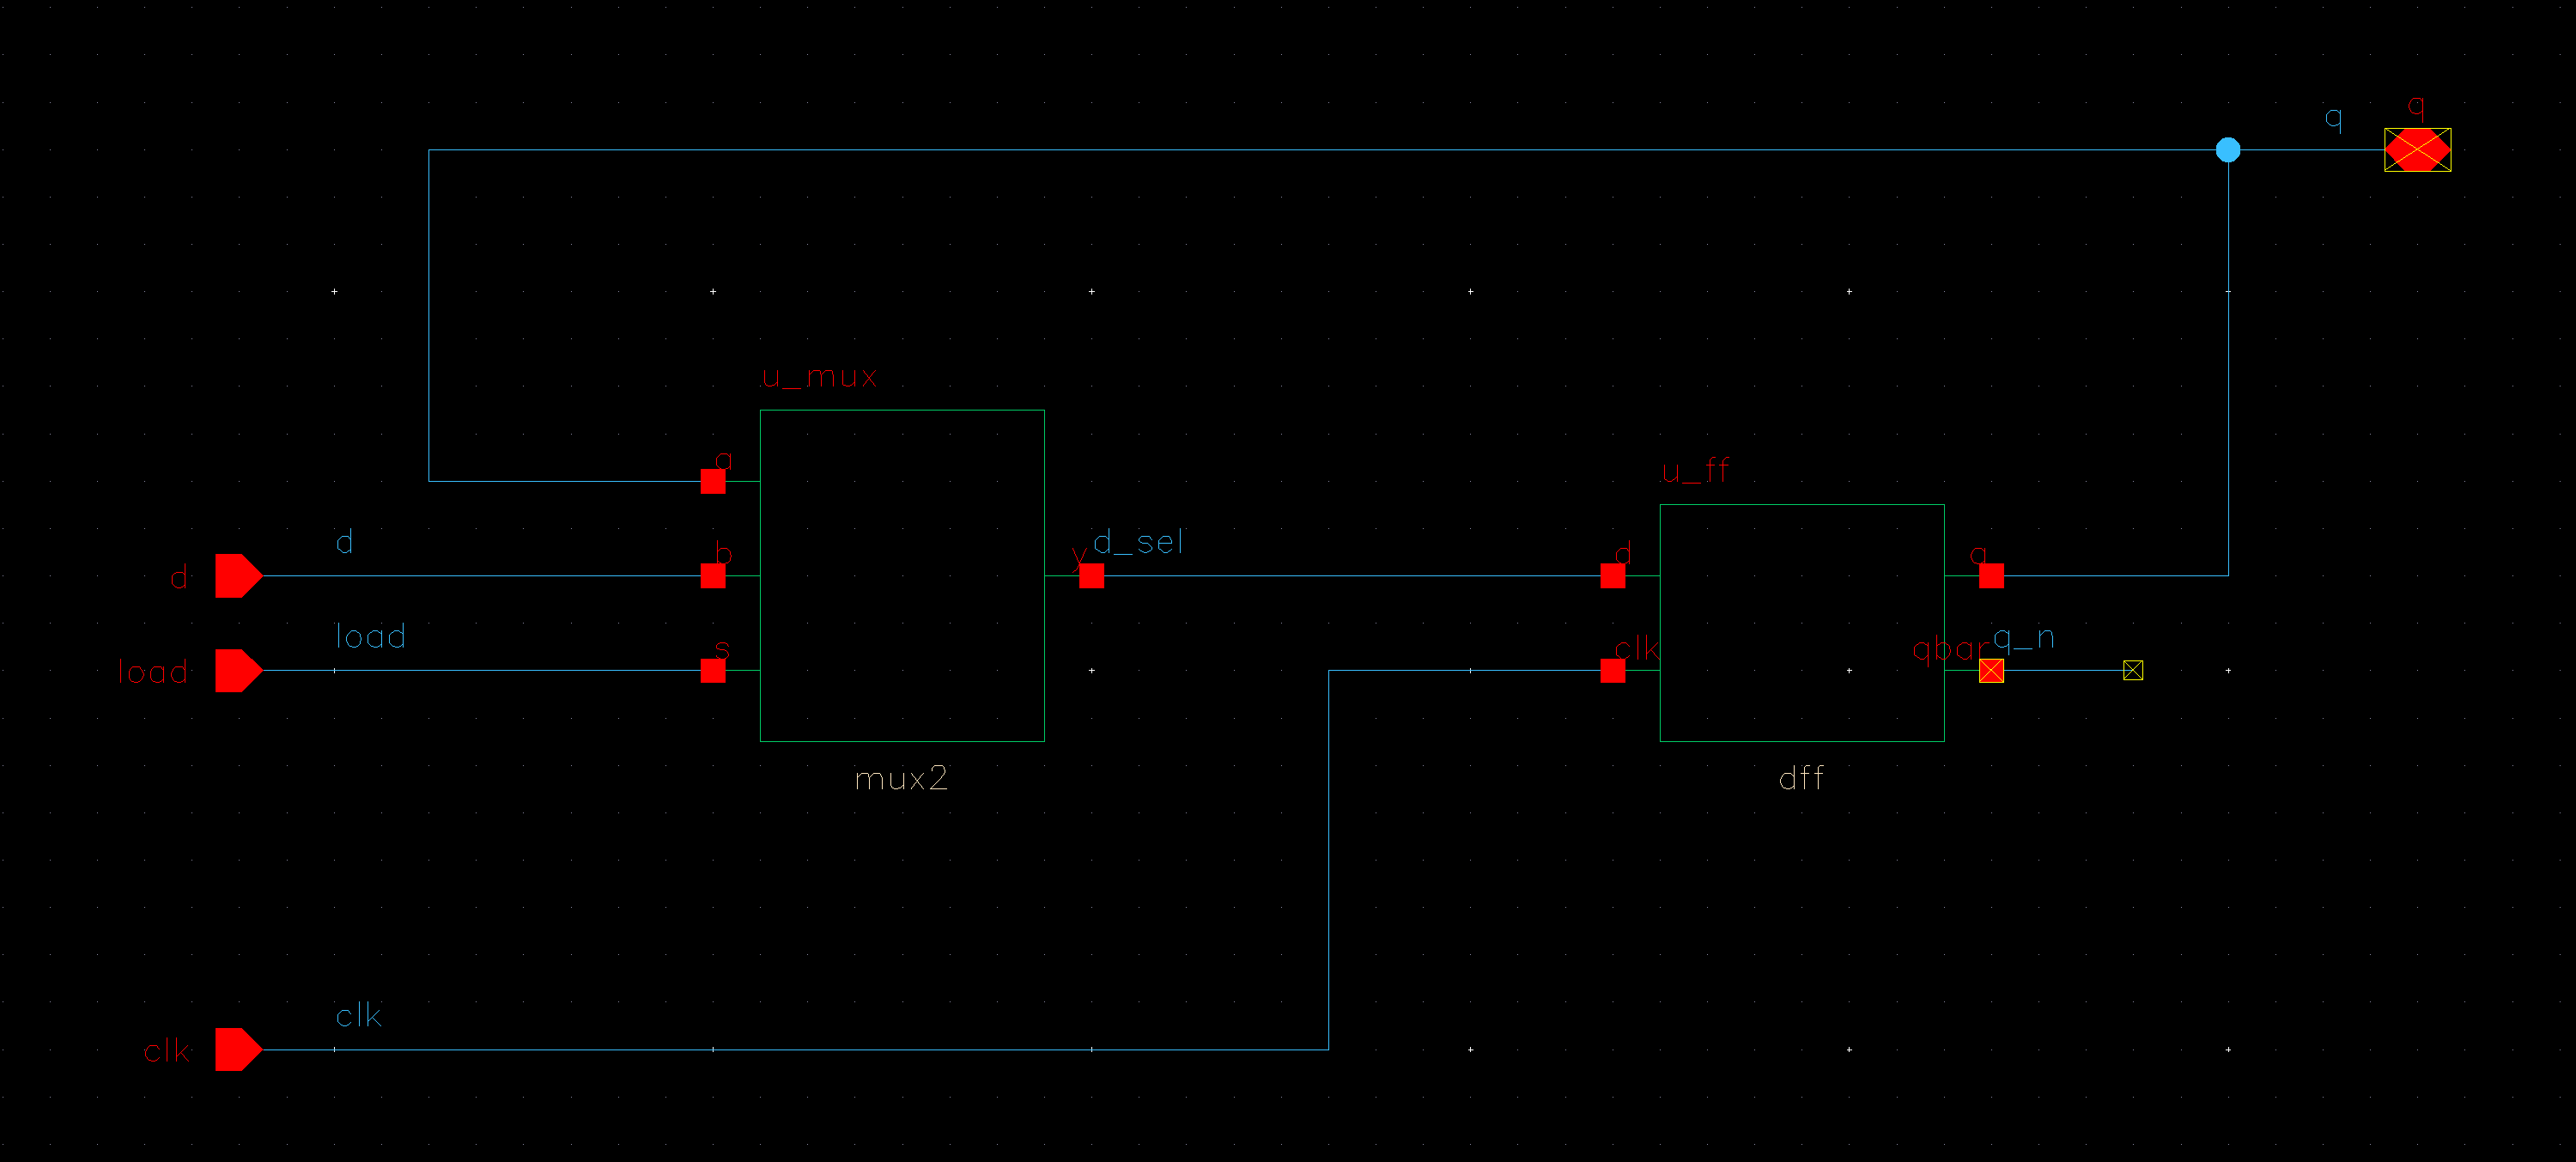 q
q
u_mux
a
u_ff
d
b
y
d_sel
d
q
d
load
s
clk
qbar
q_n
load
mux2
dff
clk
clk